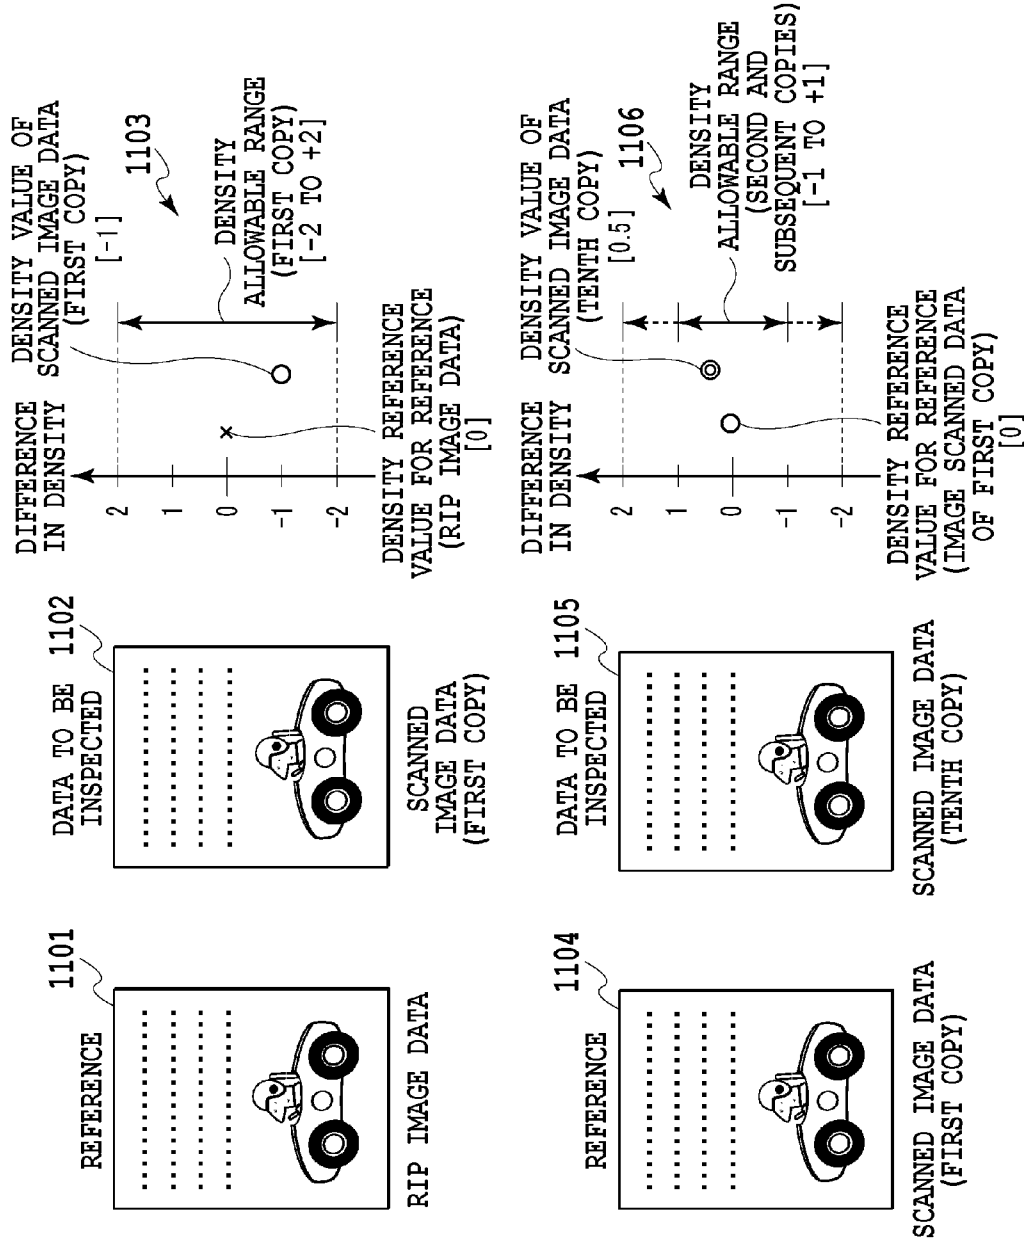 REFERENCE
1101
RIP IMAGE DATA
DATA TO BE
INSPECTED
1102
SCANNED
IMAGE DATA
(FIRST COPY)
DIFFERENCE
IN DENSITY
2
1
0
-1
-2
DENSITY VALUE OF
SCANNED IMAGE DATA
(FIRST COPY)
[-1]
1103
DENSITY
ALLOWABLE RANGE
(FIRST COPY)
[-2 TO +2]
DENSITY REFERENCE
VALUE FOR REFERENCE
(RIP IMAGE DATA)
[0]
REFERENCE
1104
SCANNED IMAGE DATA
(FIRST COPY)
DATA TO BE
INSPECTED
1105
SCANNED IMAGE DATA
(TENTH COPY)
DIFFERENCE
IN DENSITY
2
1
0
-1
-2
DENSITY VALUE OF
SCANNED IMAGE DATA
(TENTH COPY)
[0.5]
1106
DENSITY
ALLOWABLE RANGE
(SECOND AND
SUBSEQUENT COPIES)
[-1 TO +1]
DENSITY REFERENCE
VALUE FOR REFERENCE
(IMAGE SCANNED DATA
OF FIRST COPY)
[0]